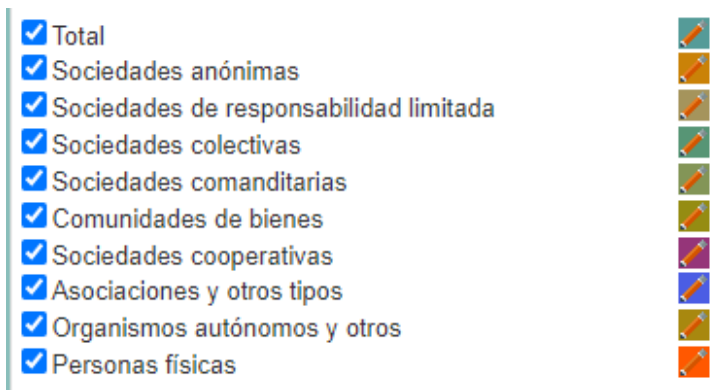 Total
Sociedades anónimas
Sociedades de responsabilidad limitada
Sociedades colectivas
Sociedades comanditarias
Comunidades de bienes
Sociedades cooperativas
Asociaciones y otros tipos
Organismos autónomos y otros
Personas físicas